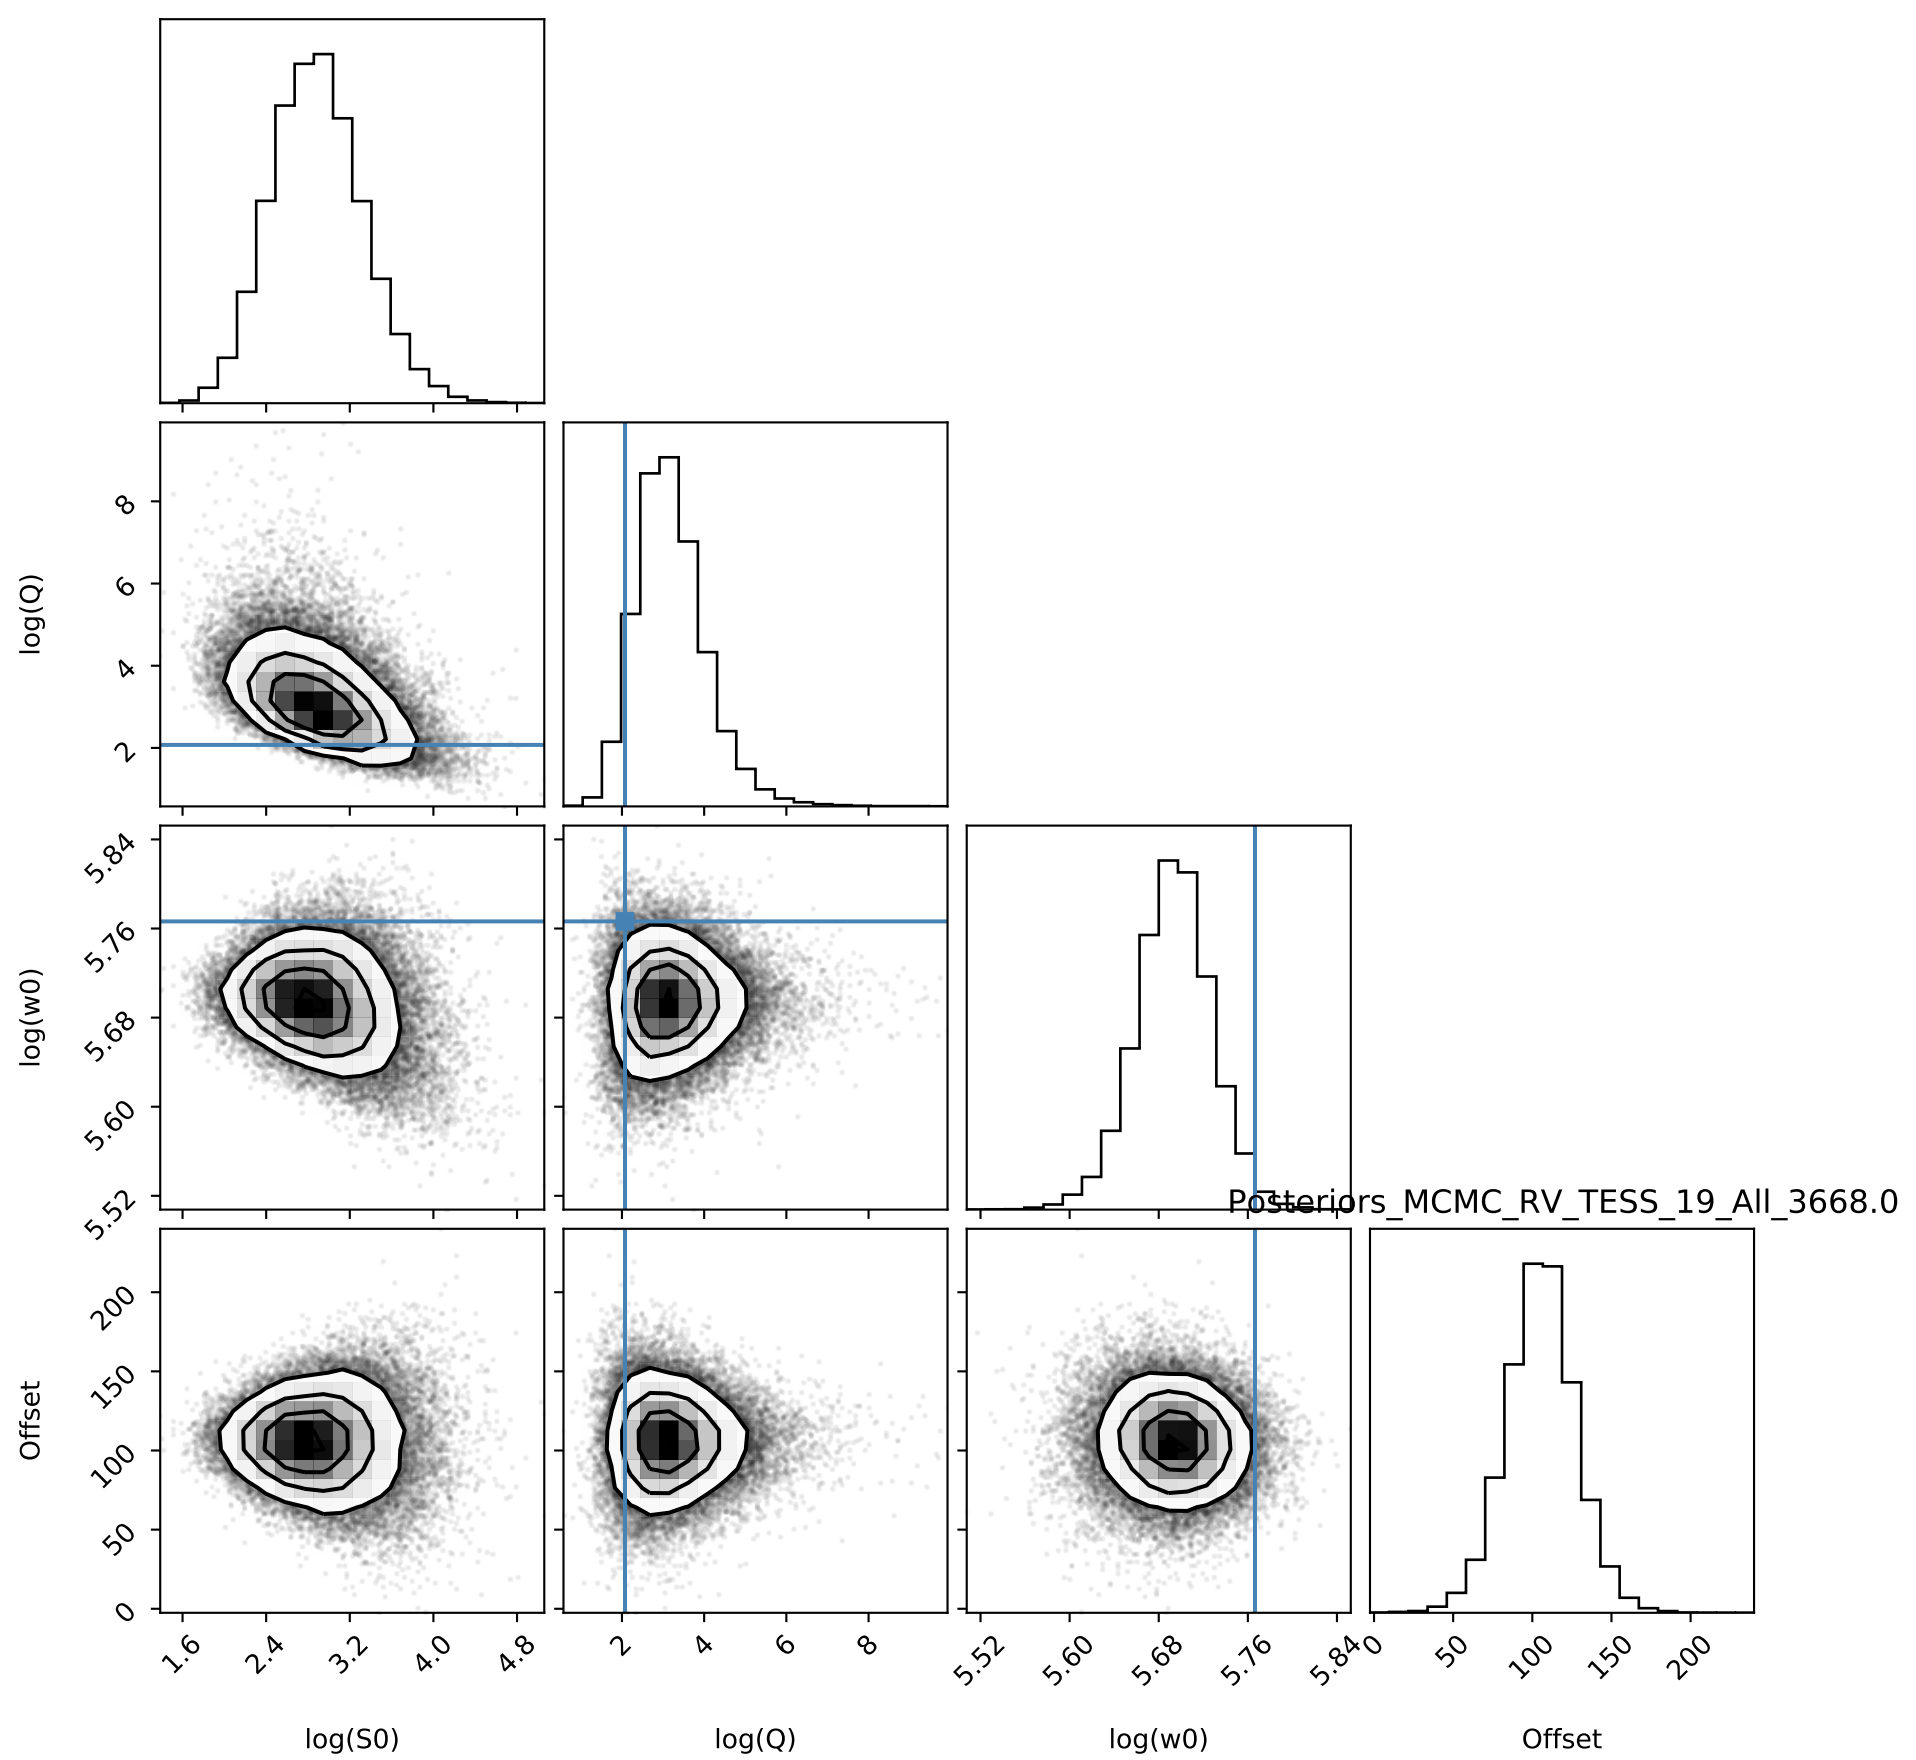 8
6
4
2
log(Q)
5.84
5.76
5.68
5.60
5.52
log(w0)
Posteriors_MCMC_RV_TESS_19_All_3668.0
200
150
100
50
0
Offset
1.6 2.4 3.2 4.0 4.8 2 4 6 8 5.52 5.60 5.68 5.76 5.84 0 50 100 150 200
log(S0) log(Q) log(w0) Offset